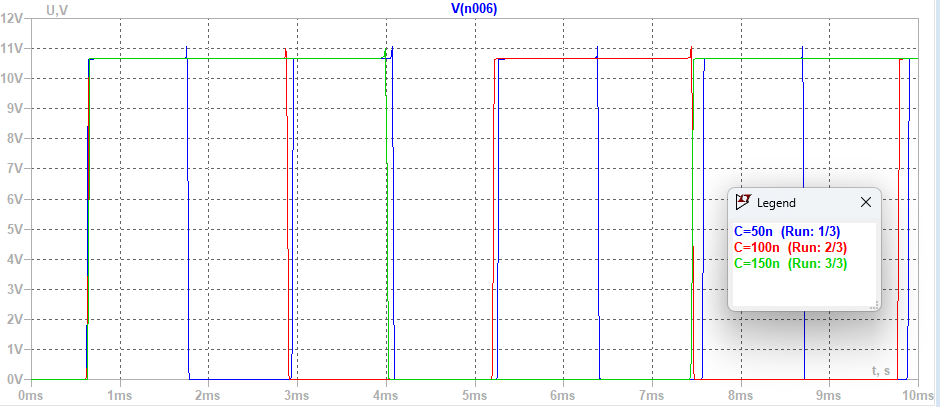 V(n006)
U,V
12V
11V
10V
9V
8V
7V
6V
5V
4V
3V
2V
1V
0V
Legend
C=50n (Run: 1/3)
C=100n (Run: 2/3)
C=150n (Run: 3/3)
t, s
0ms 1ms 2ms 3ms 4ms 5ms 6ms 7ms 8ms 9ms 10ms